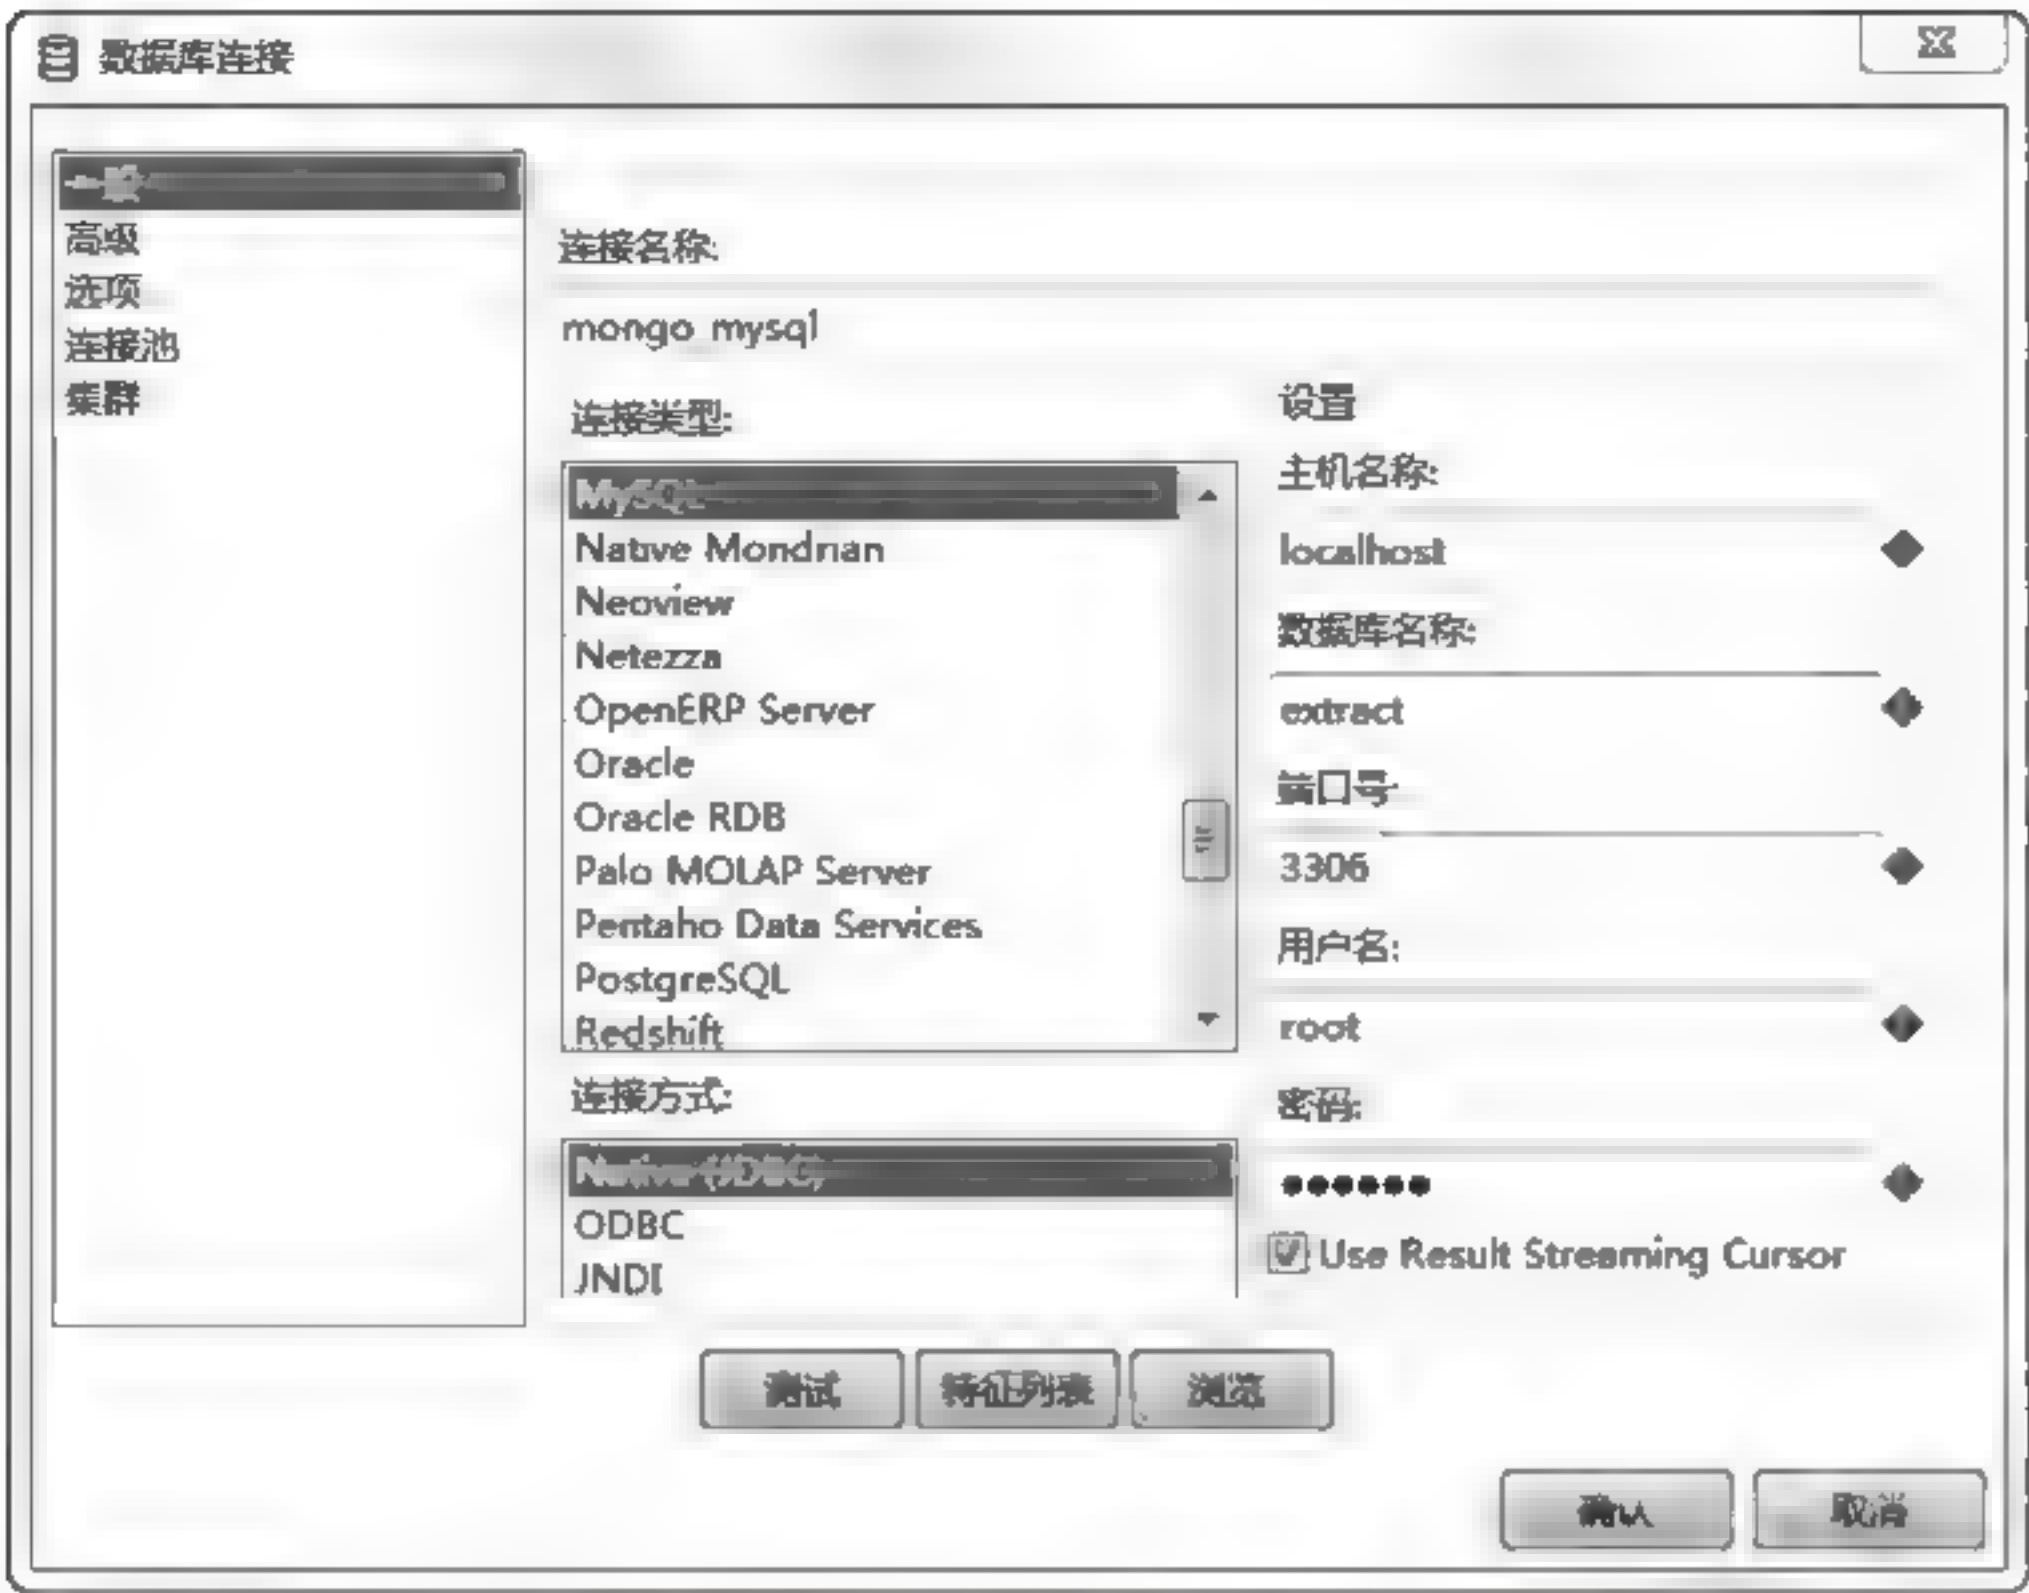 数据库连接
一般
高级
选项
连接池
集群
连接名称:
mongo_mysql
连接类型:
MySQL
Native Mondrian
Neoview
Netezza
OpenERP Server
Oracle
Oracle RDB
Palo MOLAP Server
Pentaho Data Services
PostgreSQL
Redshift
连接方式:
Native (JDBC)
ODBC
JNDI
设置
主机名称:
localhost
数据库名称:
extract
端口号:
3306
用户名:
root
密码:
●●●●●●
Use Result Streaming Cursor
测试 特征列表 浏览
确认 取消